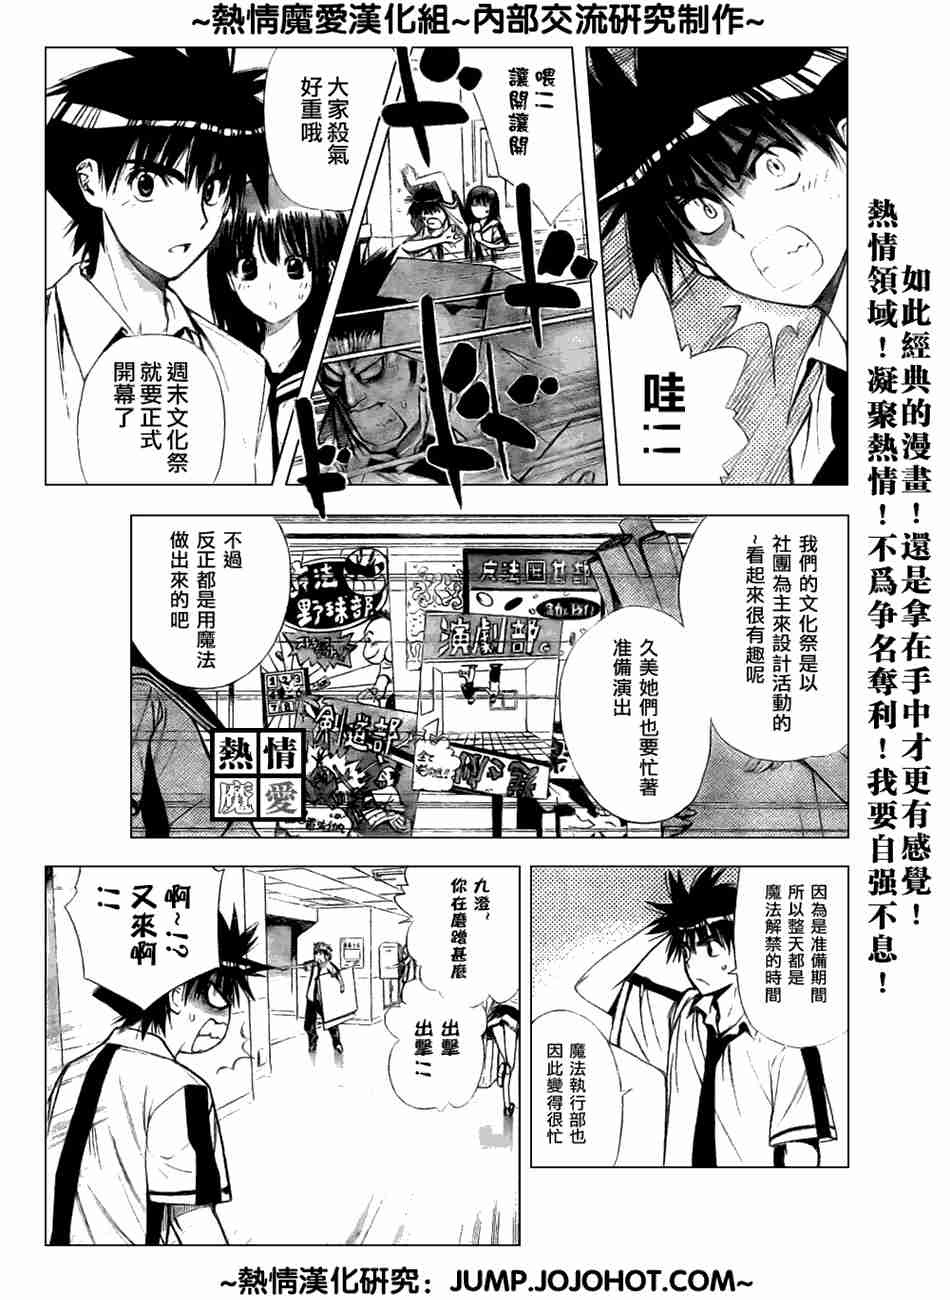 ~熱情魔愛漢化組~內部交流研究制作~
哇!!
喂!!
讓開讓開
大家殺氣
好重哦
週末文化祭
就要正式
開幕了
我們的文化祭是以
社團為主來設計活動的
~看起來很有趣呢
久美她們也要忙著
准備演出
不過
反正都是用魔法
做出來的吧
野球部
演劇部
剣道部
熱情
魔愛
因為是准備期間
所以整天都是
魔法解禁的時間
魔法執行部也
因此變得很忙
九澄~
你在磨蹭甚麼
出擊
出擊!!
啊~!?
又來啊
!!
如此經典的漫畫！還是拿在手中才更有感覺！
熱情領域！凝聚熱情！不爲争名奪利！我要自强不息！
~熱情漢化研究：JUMP.JOJOHOT.COM~